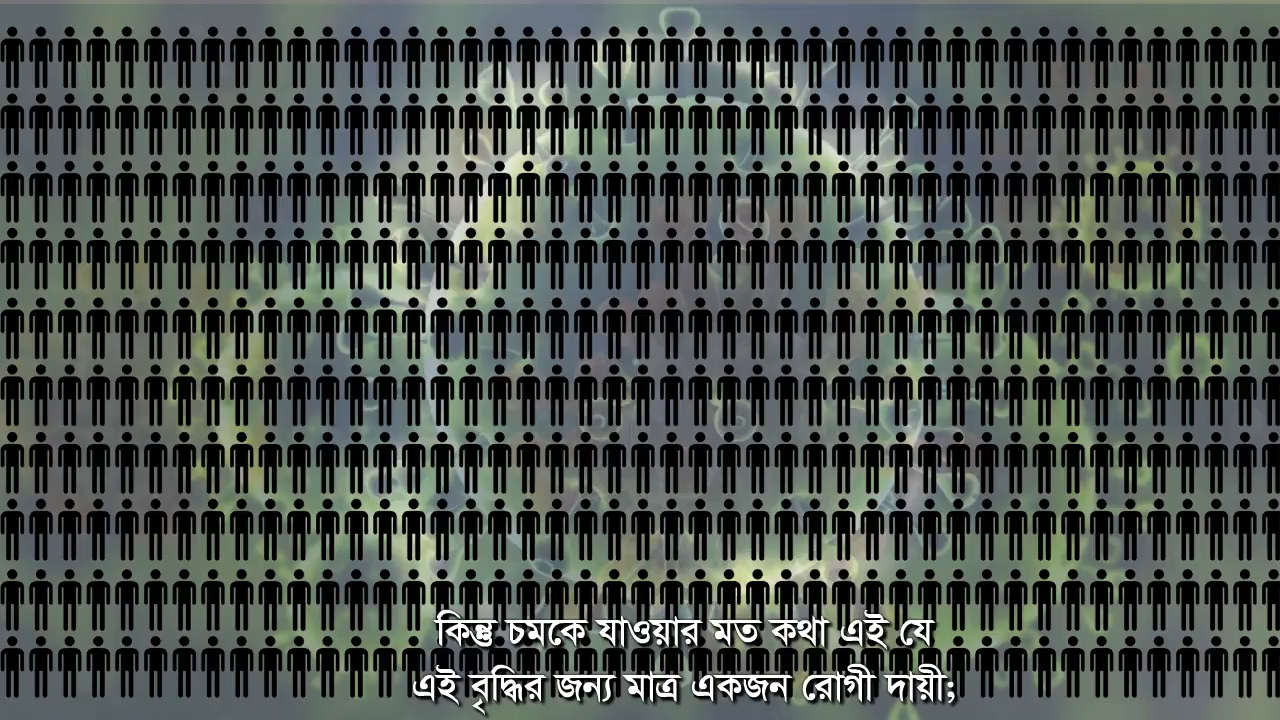 কিন্তু চমকে যাওয়ার মত কথা এই যে
এই বৃদ্ধির জন্য মাত্র একজন রোগী দায়ী;